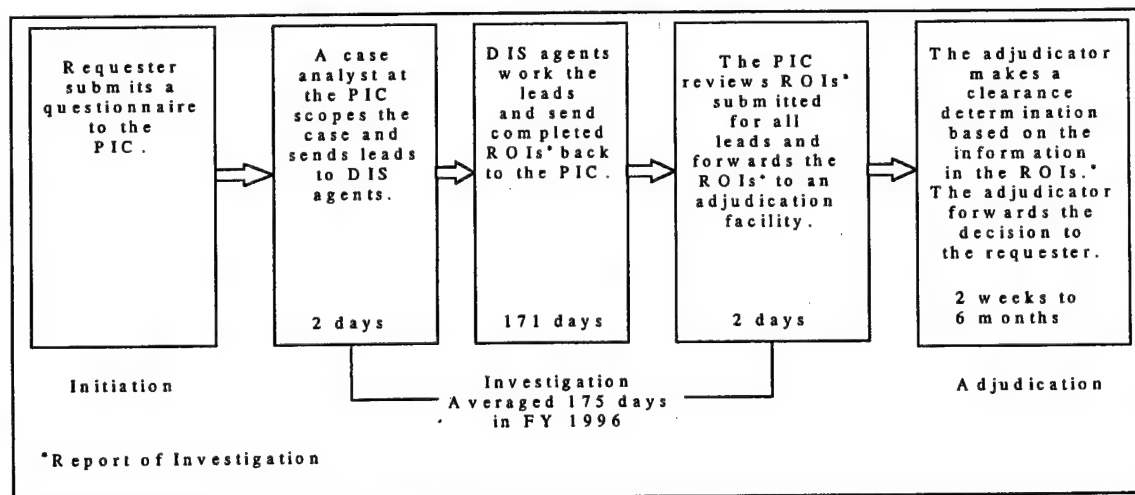 Requester
submits a
questionnaire
to the
PIC.
A case
analyst at
the PIC
scopes the
case and
sends leads
to DIS
agents.
2 days
DIS agents
work the
leads
and send
completed
ROIs* back
to the PIC.
171 days
The PIC
reviews ROIs*
submitted
for all
leads and
forwards the
ROIs* to an
adjudication
facility.
2 days
The adjudicator
makes a
clearance
determination
based on the
information
in the ROIs.*
The adjudicator
forwards the
decision to
the requester.
2 weeks to
6 months
Initiation
Investigation
Averaged 175 days
in FY 1996
Adjudication
*Report of Investigation